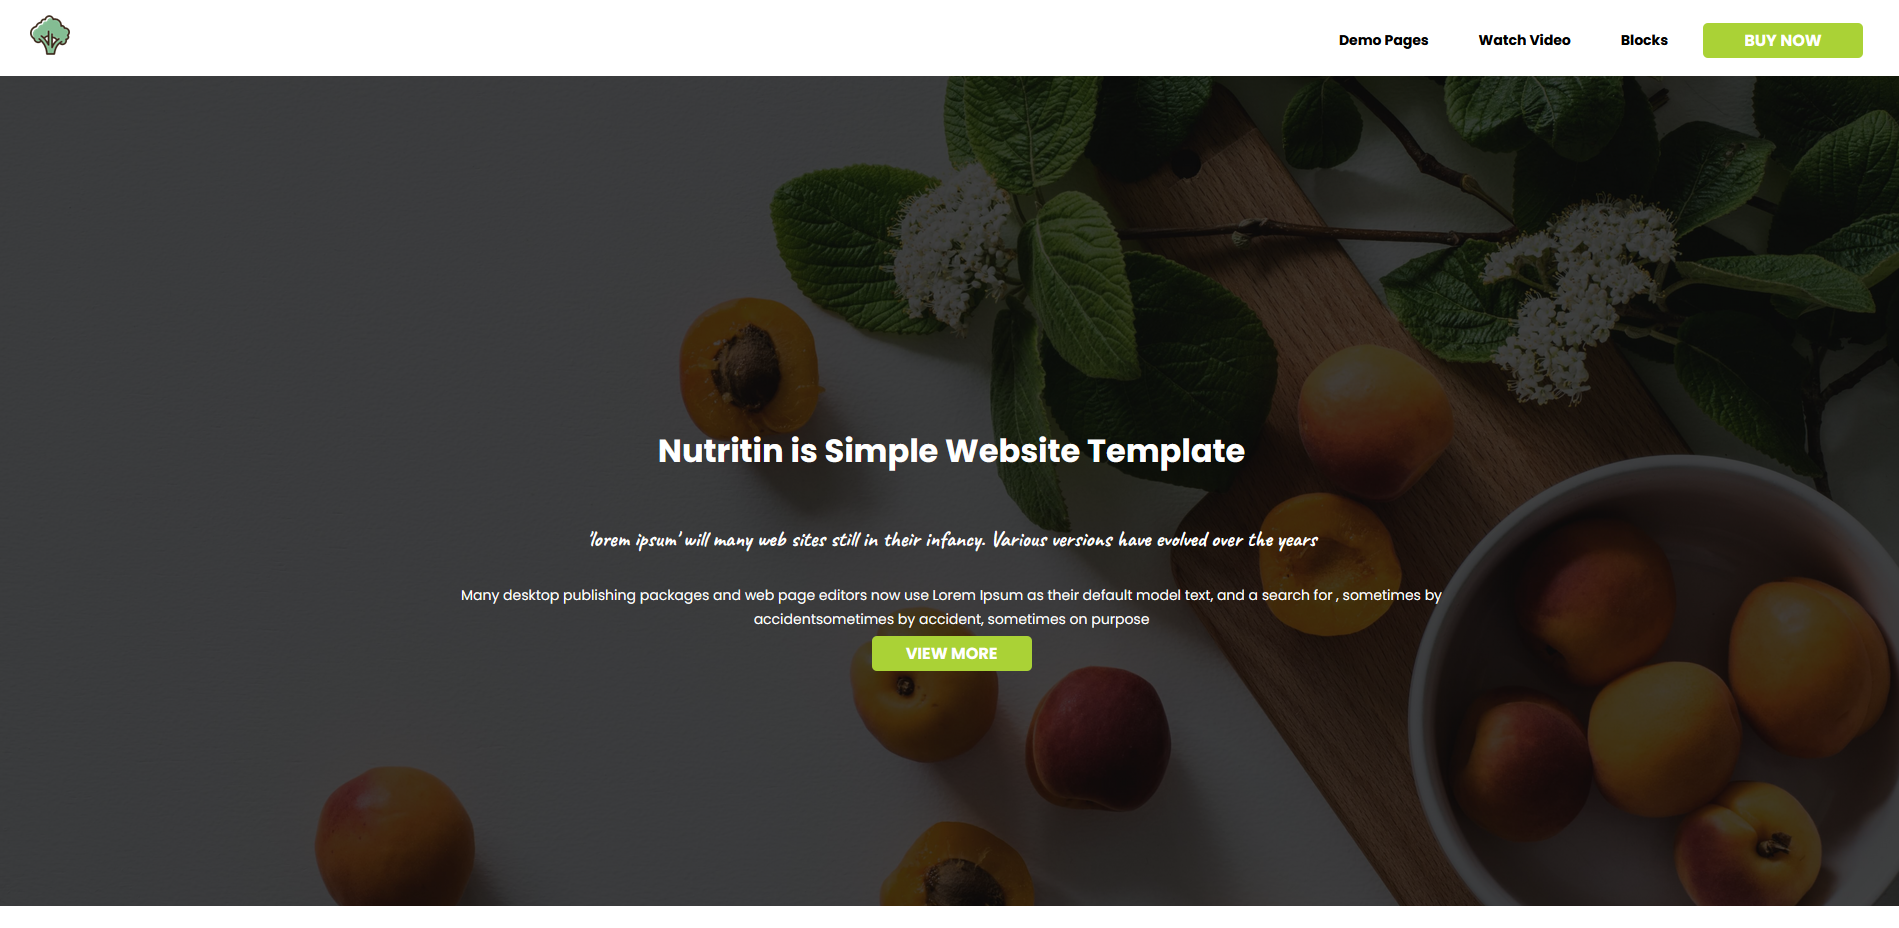 Demo Pages Watch Video Blocks BUY NOW
Nutritin is Simple Website Template
'lorem ipsum' will many web sites still in their infancy. Various versions have evolved over the years
Many desktop publishing packages and web page editors now use Lorem Ipsum as their default model text, and a search for , sometimes by
accidentsometimes by accident, sometimes on purpose
VIEW MORE